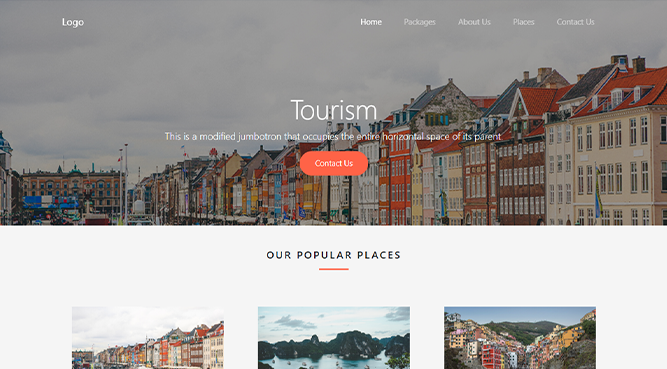 Logo
Home Packages About Us Places Contact Us
Tourism
This is a modified jumbotron that occupies the entire horizontal space of its parent
Contact Us
OUR POPULAR PLACES